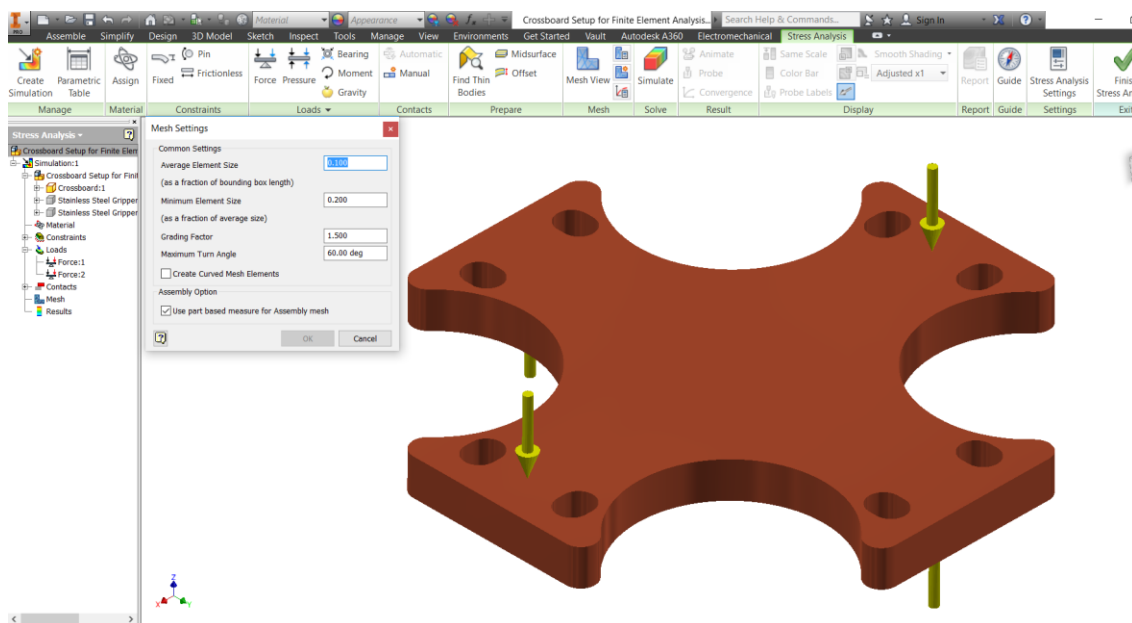 Material Appearance fx Crossboard Setup for Finite Element Analysis... Search Help & Commands... Sign In
PRO
Assemble Simplify Design 3D Model Sketch Inspect Tools Manage View Environments Get Started Vault Autodesk A360 Electromechanical Stress Analysis
Pin Bearing Automatic Midsurface Animate Same Scale Smooth Shading
Frictionless Moment Manual Offset Probe Color Bar Adjusted x1
Gravity Convergence Probe Labels
Create Simulation Parametric Table Assign Fixed Force Pressure Find Thin Bodies Mesh View Simulate Report Guide Stress Analysis Settings Finis Stress An
Manage Material Constraints Loads Contacts Prepare Mesh Solve Result Display Report Guide Settings Exit
Stress Analysis
Crossboard Setup for Finite Elem
Simulation:1
Crossboard Setup for Finit
Crossboard:1
Stainless Steel Gripper
Stainless Steel Gripper
Material
Constraints
Loads
Force:1
Force:2
Contacts
Mesh
Results
Mesh Settings
Common Settings
Average Element Size 0.100
(as a fraction of bounding box length)
Minimum Element Size 0.200
(as a fraction of average size)
Grading Factor 1.500
Maximum Turn Angle 60.00 deg
Create Curved Mesh Elements
Assembly Option
Use part based measure for Assembly mesh
OK Cancel
Z
X Y